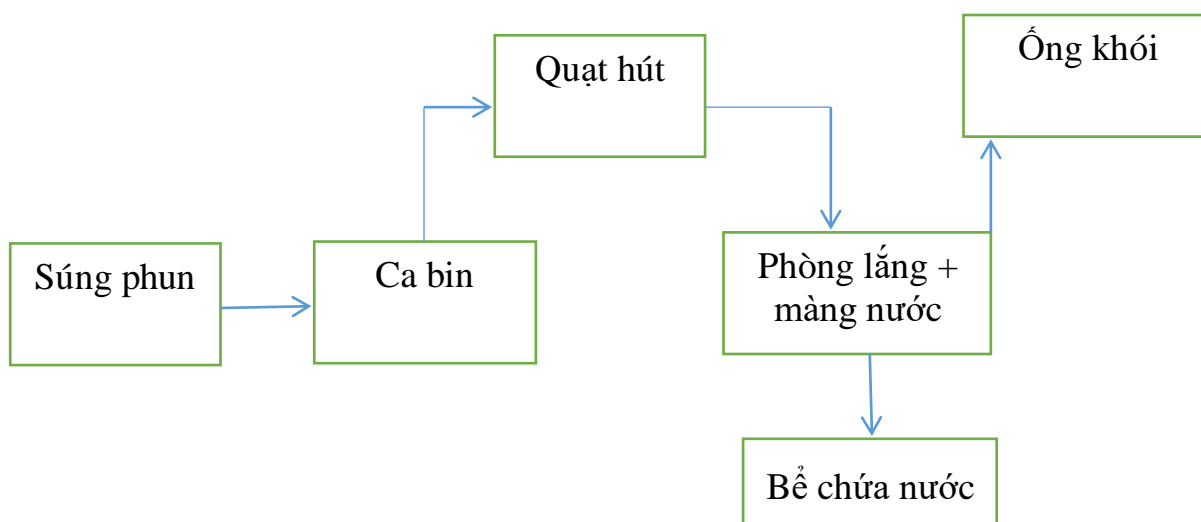 Ống khói
Quạt hút
Súng phun
Ca bin
Phòng lắng +
màng nước
Bể chứa nước